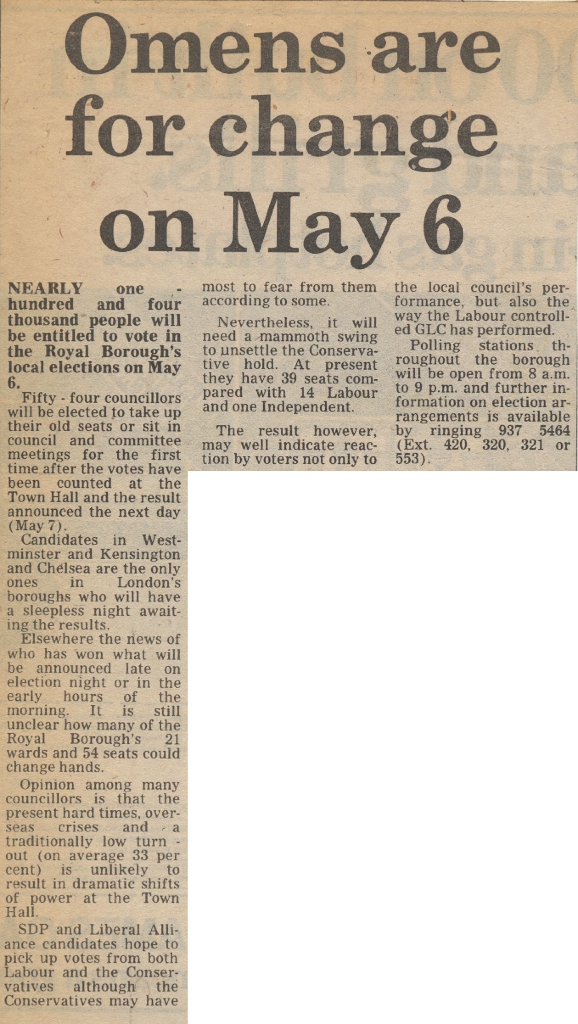 Omens are
for change
on May 6
NEARLY one -
hundred and four
thousand people will
be entitled to vote in
the Royal Borough's
local elections on May
6.
Fifty - four councillors
will be elected to take up
their old seats or sit in
council and committee
meetings for the first
time after the votes have
been counted at the
Town Hall and the result
announced the next day
(May 7).
Candidates in West-
minster and Kensington
and Chelsea are the only
ones in London's
boroughs who will have
a sleepless night await-
ing the results.
Elsewhere the news of
who has won what will
be announced late on
election night or in the
early hours of the
morning. It is still
unclear how many of the
Royal Borough's 21
wards and 54 seats could
change hands.
Opinion among many
councillors is that the
present hard times, over-
seas crises and - a
traditionally low turn -
out (on average 33 per
cent) is unlikely to
result in dramatic shifts
of power at the Town
Hall.
SDP and Liberal Alli-
ance candidates hope to
pick up votes from both
Labour and the Conser-
vatives although the
Conservatives may have
most to fear from them
according to some.
Nevertheless, it will
need a mammoth swing
to unsettle the Conserva-
tive hold. At present
they have 39 seats com-
pared with 14 Labour
and one Independent.
The result however,
may well indicate reac-
tion by voters not only to
the local council's per-
formance, but also the
way the Labour controll-
ed GLC has performed.
Polling stations th-
roughout the borough
will be open from 8 a.m.
to 9 p.m. and further in-
formation on election ar-
rangements is available
by ringing 937 5464
(Ext. 420, 320, 321 or
553).